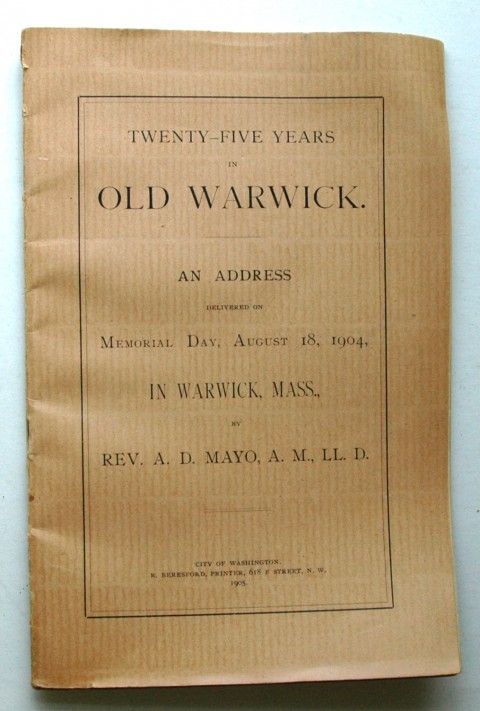 TWENTY-FIVE YEARS
IN
OLD WARWICK.
AN ADDRESS
DELIVERED ON
MEMORIAL DAY, AUGUST 18, 1904,
IN WARWICK, MASS.,
BY
REV. A. D. MAYO, A. M., LL. D.
CITY OF WASHINGTON.
R. BERESFORD, PRINTER, 618 F STREET, N. W.
1905.